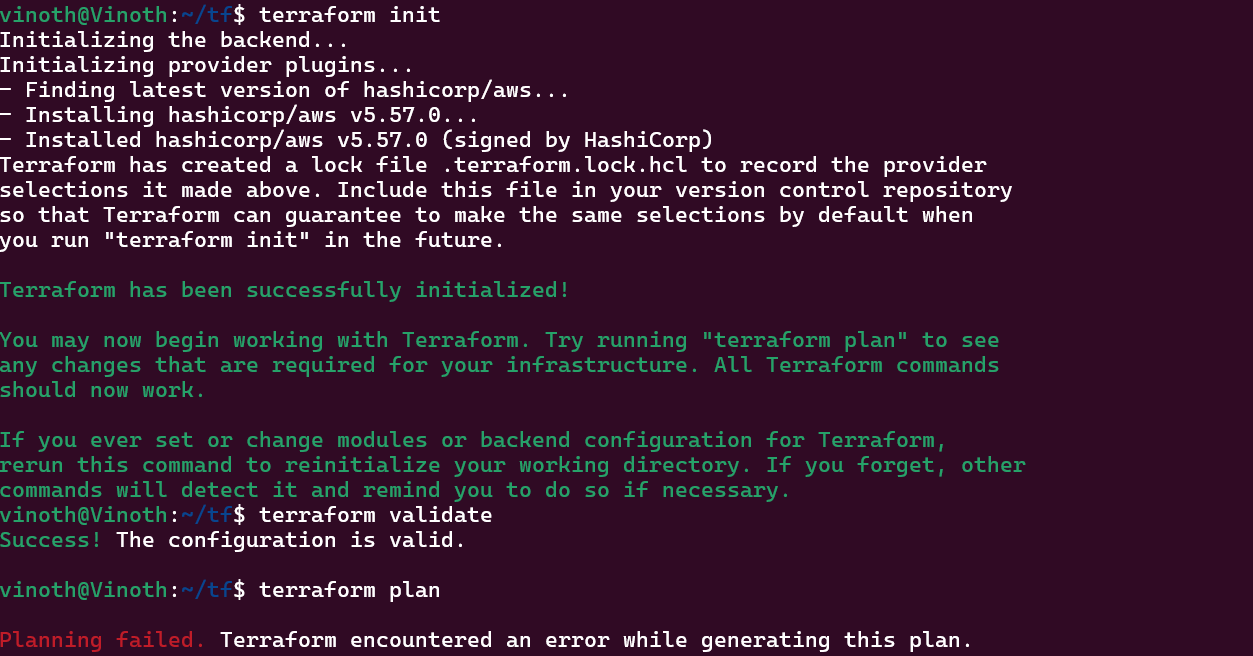 vinoth@Vinoth:~/tf$ terraform init
Initializing the backend...
Initializing provider plugins...
- Finding latest version of hashicorp/aws...
- Installing hashicorp/aws v5.57.0...
- Installed hashicorp/aws v5.57.0 (signed by HashiCorp)
Terraform has created a lock file .terraform.lock.hcl to record the provider
selections it made above. Include this file in your version control repository
so that Terraform can guarantee to make the same selections by default when
you run "terraform init" in the future.
Terraform has been successfully initialized!
You may now begin working with Terraform. Try running "terraform plan" to see
any changes that are required for your infrastructure. All Terraform commands
should now work.
If you ever set or change modules or backend configuration for Terraform,
rerun this command to reinitialize your working directory. If you forget, other
commands will detect it and remind you to do so if necessary.
vinoth@Vinoth:~/tf$ terraform validate
Success! The configuration is valid.
vinoth@Vinoth:~/tf$ terraform plan
Planning failed. Terraform encountered an error while generating this plan.